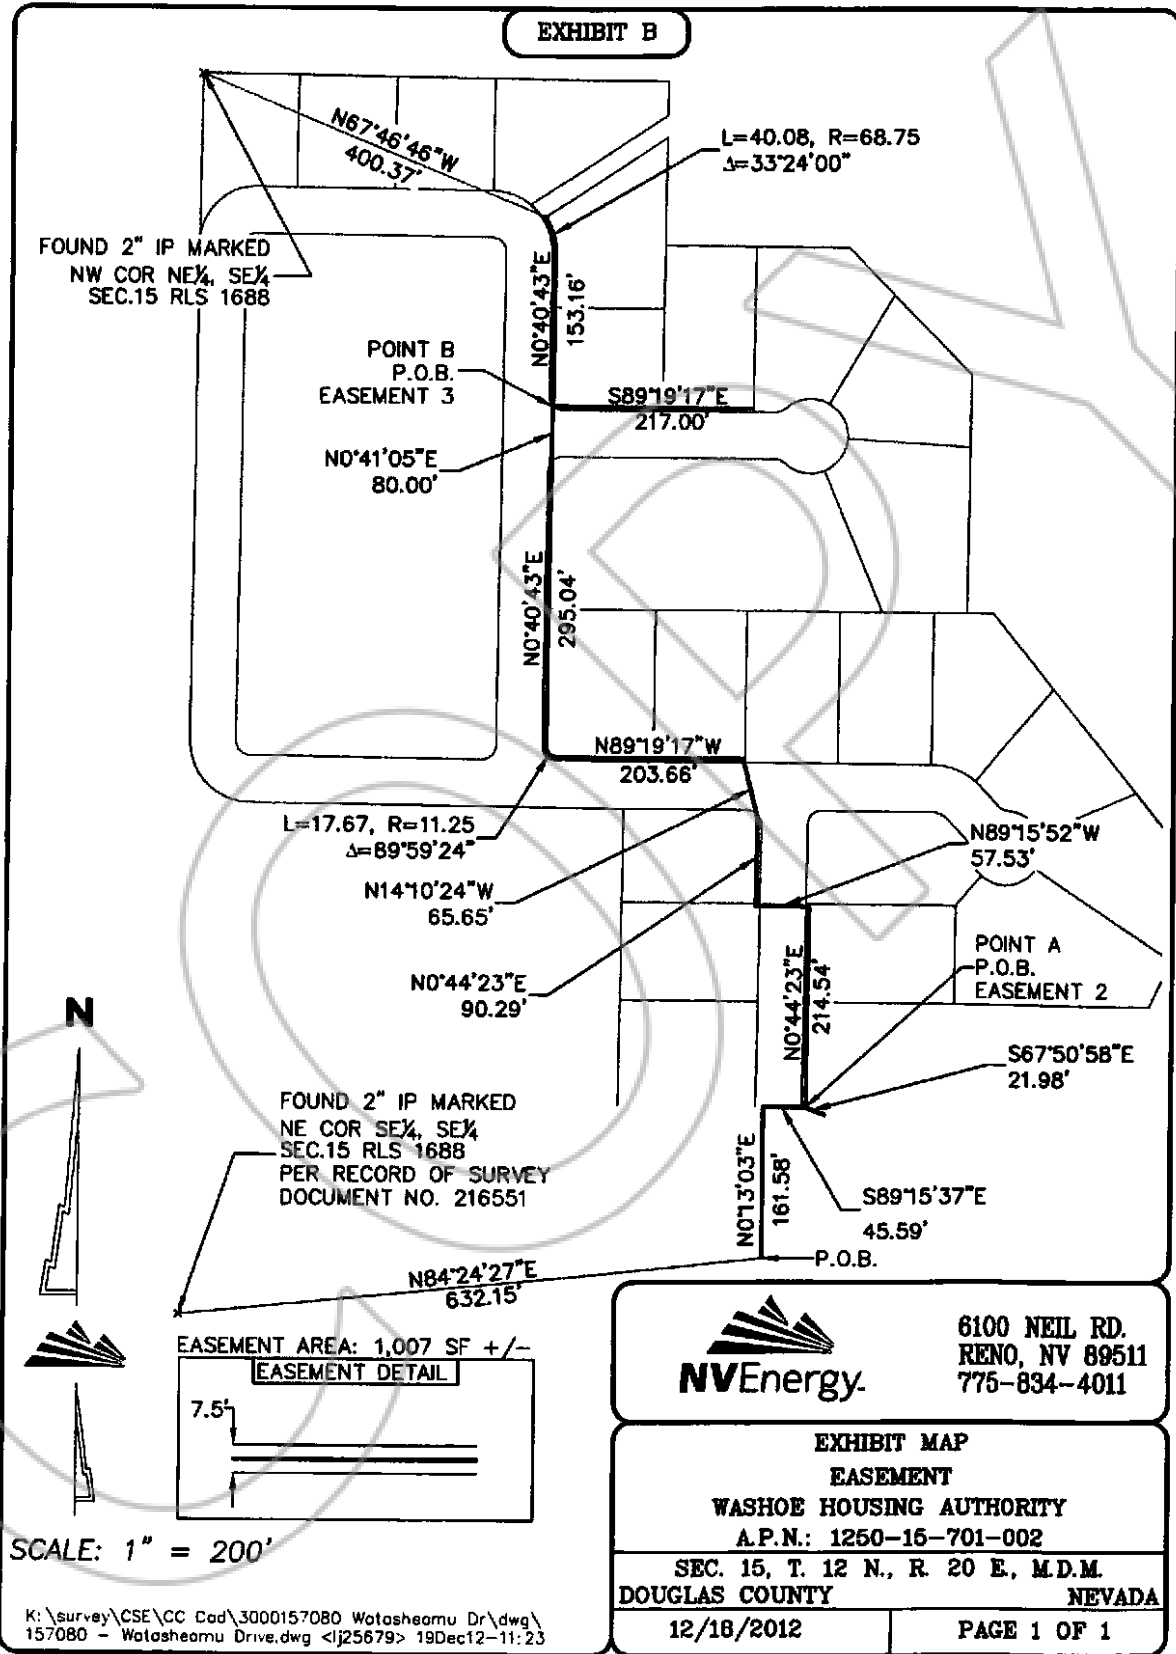 EXHIBIT B
N67°46'46"W
400.37'
L=40.08, R=68.75
Δ=33°24'00"
FOUND 2" IP MARKED
NW COR NE¼, SE¼
SEC.15 RLS 1688
N0°40'43"E
153.16'
POINT B
P.O.B.
EASEMENT 3
S89°19'17"E
217.00'
N0°41'05"E
80.00'
N0°40'43"E
295.04'
N89°19'17"W
203.66'
L=17.67, R=11.25
Δ=89°59'24"
N89°15'52"W
57.53'
N14°10'24"W
65.65'
N0°44'23"E
90.29'
POINT A
P.O.B.
EASEMENT 2
N0°44'23"E
214.54'
S67°50'58"E
21.98'
N
FOUND 2" IP MARKED
NE COR SE¼, SE¼
SEC.15 RLS 1688
PER RECORD OF SURVEY
DOCUMENT NO. 216551
N0°13'03"E
161.58'
S89°15'37"E
45.59'
P.O.B.
N84°24'27"E
632.15'
EASEMENT AREA: 1,007 SF +/-
EASEMENT DETAIL
7.5'
SCALE: 1" = 200'
K:\survey\CSE\CC Cad\3000157080 Watasheamu Dr\dwg\
157080 - Watasheamu Drive.dwg <lj25679> 19Dec12-11:23
NVEnergy.
6100 NEIL RD.
RENO, NV 89511
775-834-4011
EXHIBIT MAP
EASEMENT
WASHOE HOUSING AUTHORITY
A.P.N.: 1250-15-701-002
SEC. 15, T. 12 N., R. 20 E., M.D.M.
DOUGLAS COUNTY NEVADA
12/18/2012
PAGE 1 OF 1
COPY